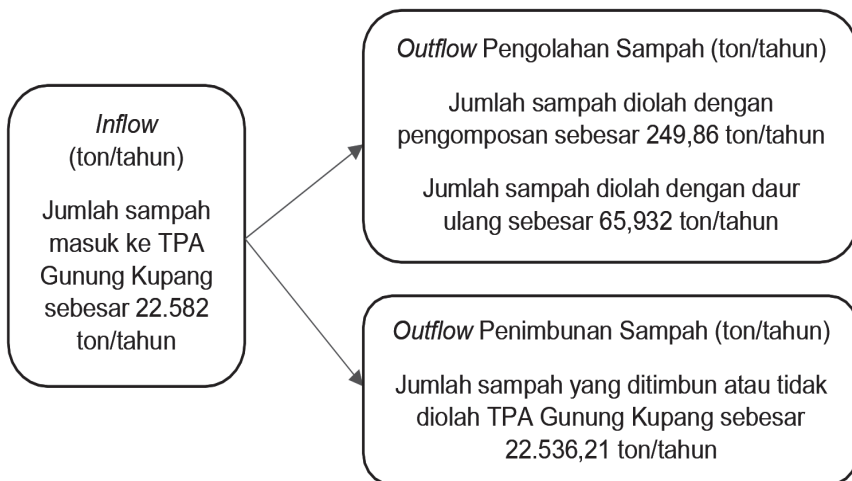 Inflow
(ton/tahun)
Jumlah sampah
masuk ke TPA
Gunung Kupang
sebesar 22.582
ton/tahun
Outflow Pengolahan Sampah (ton/tahun)
Jumlah sampah diolah dengan
pengomposan sebesar 249,86 ton/tahun
Jumlah sampah diolah dengan daur
ulang sebesar 65,932 ton/tahun
Outflow Penimbunan Sampah (ton/tahun)
Jumlah sampah yang ditimbun atau tidak
diolah TPA Gunung Kupang sebesar
22.536,21 ton/tahun